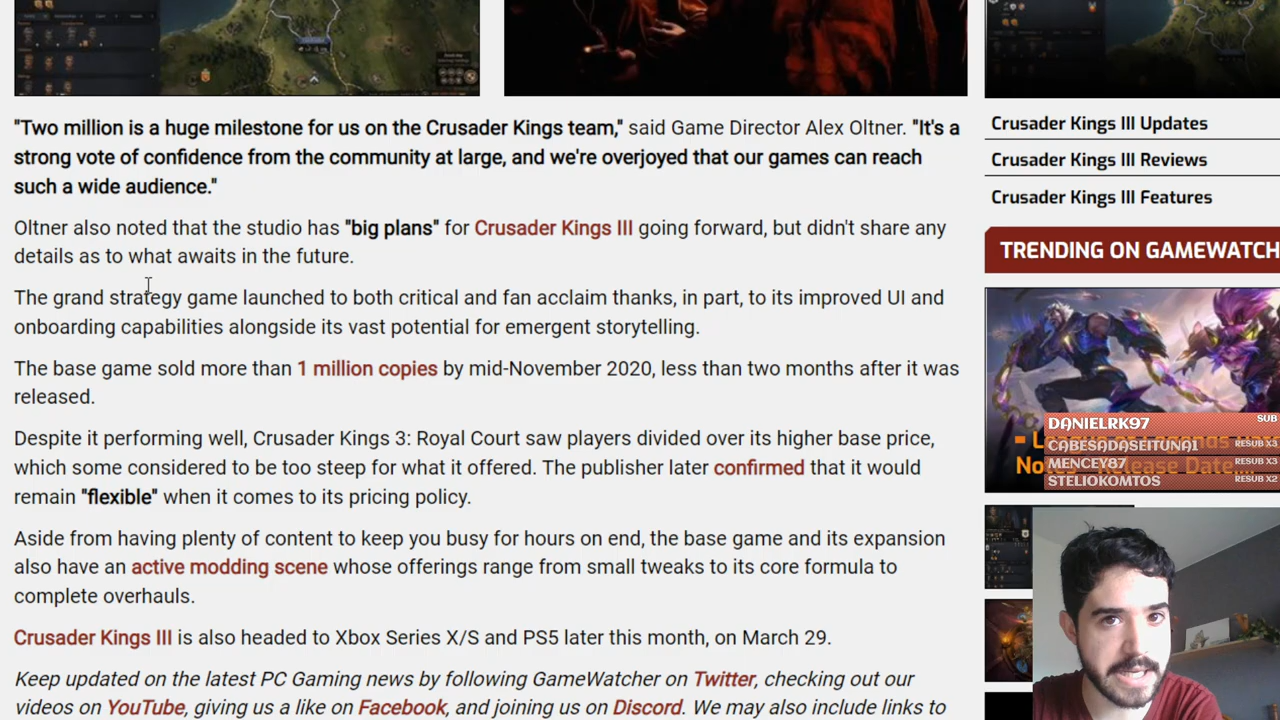 "Two million is a huge milestone for us on the Crusader Kings team," said Game Director Alex Oltner. "It's a
strong vote of confidence from the community at large, and we're overjoyed that our games can reach
such a wide audience."
Oltner also noted that the studio has "big plans" for Crusader Kings III going forward, but didn't share any
details as to what awaits in the future.
The grand strategy game launched to both critical and fan acclaim thanks, in part, to its improved UI and
onboarding capabilities alongside its vast potential for emergent storytelling.
The base game sold more than 1 million copies by mid-November 2020, less than two months after it was
released.
Despite it performing well, Crusader Kings 3: Royal Court saw players divided over its higher base price,
which some considered to be too steep for what it offered. The publisher later confirmed that it would
remain "flexible" when it comes to its pricing policy.
Aside from having plenty of content to keep you busy for hours on end, the base game and its expansion
also have an active modding scene whose offerings range from small tweaks to its core formula to
complete overhauls.
Crusader Kings III is also headed to Xbox Series X/S and PS5 later this month, on March 29.
Keep updated on the latest PC Gaming news by following GameWatcher on Twitter, checking out our
videos on YouTube, giving us a like on Facebook, and joining us on Discord. We may also include links to
Crusader Kings III Updates
Crusader Kings III Reviews
Crusader Kings III Features
TRENDING ON GAMEWATCH
DANIELRK97 SUB
CABESADASEITUNA1 RESUB X3
MENCEY87 RESUB X3
STELIOKOMTOS RESUB X2